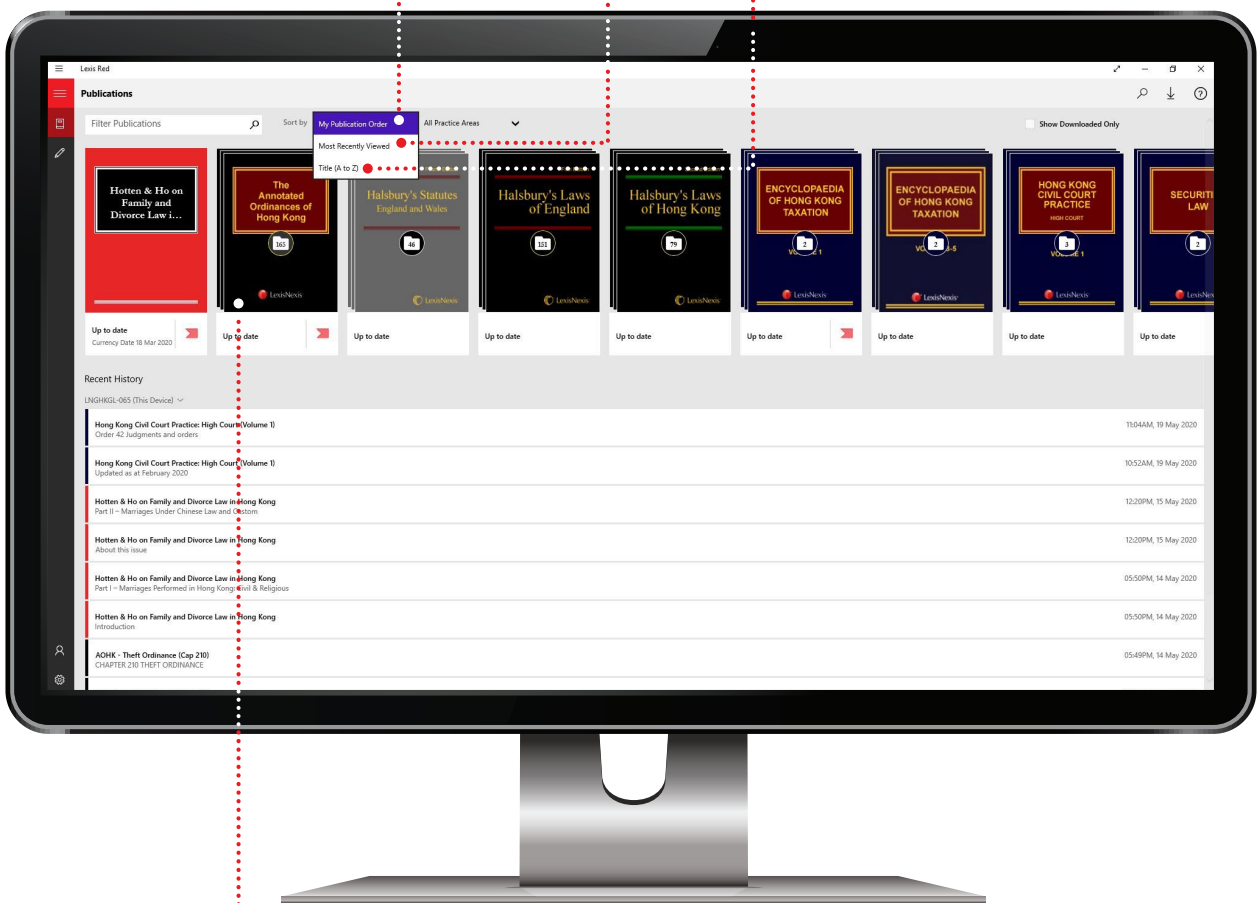 Lexis Red
Publications
Filter Publications
Sort by
My Publication Order
All Practice Areas
Show Downloaded Only
Most Recently Viewed
Title (A to Z)
Hotten & Ho on
Family and
Divorce Law i...
The
Annotated
Ordinances of
Hong Kong
165
LexisNexis
Halsbury's Statutes
England and Wales
46
LexisNexis
Halsbury's Laws
of England
151
LexisNexis
Halsbury's Laws
of Hong Kong
79
LexisNexis
ENCYCLOPAEDIA
OF HONG KONG
TAXATION
2
1
LexisNexis
ENCYCLOPAEDIA
OF HONG KONG
TAXATION
2
LexisNexis
HONG KONG
CIVIL COURT
PRACTICE
HIGH COURT
3
1
LexisNexis
SECURITI
LAW
2
LexisNex
Up to date
Currency Date 18 Mar 2020
Up to date
Up to date
Up to date
Up to date
Up to date
Up to date
Up to date
Up to date
Recent History
LNGHKGL-065 (This Device)
Hong Kong Civil Court Practice: High Court (Volume 1)
Order 42 Judgments and orders
11:04AM, 19 May 2020
Hong Kong Civil Court Practice: High Court (Volume 1)
Updated as at February 2020
10:52AM, 19 May 2020
Hotten & Ho on Family and Divorce Law in Hong Kong
Part II – Marriages Under Chinese Law and Custom
12:20PM, 15 May 2020
Hotten & Ho on Family and Divorce Law in Hong Kong
About this issue
12:20PM, 15 May 2020
Hotten & Ho on Family and Divorce Law in Hong Kong
Part I – Marriages Performed in Hong Kong: Civil & Religious
05:50PM, 14 May 2020
Hotten & Ho on Family and Divorce Law in Hong Kong
Introduction
05:50PM, 14 May 2020
AOHK - Theft Ordinance (Cap 210)
CHAPTER 210 THEFT ORDINANCE
05:49PM, 14 May 2020